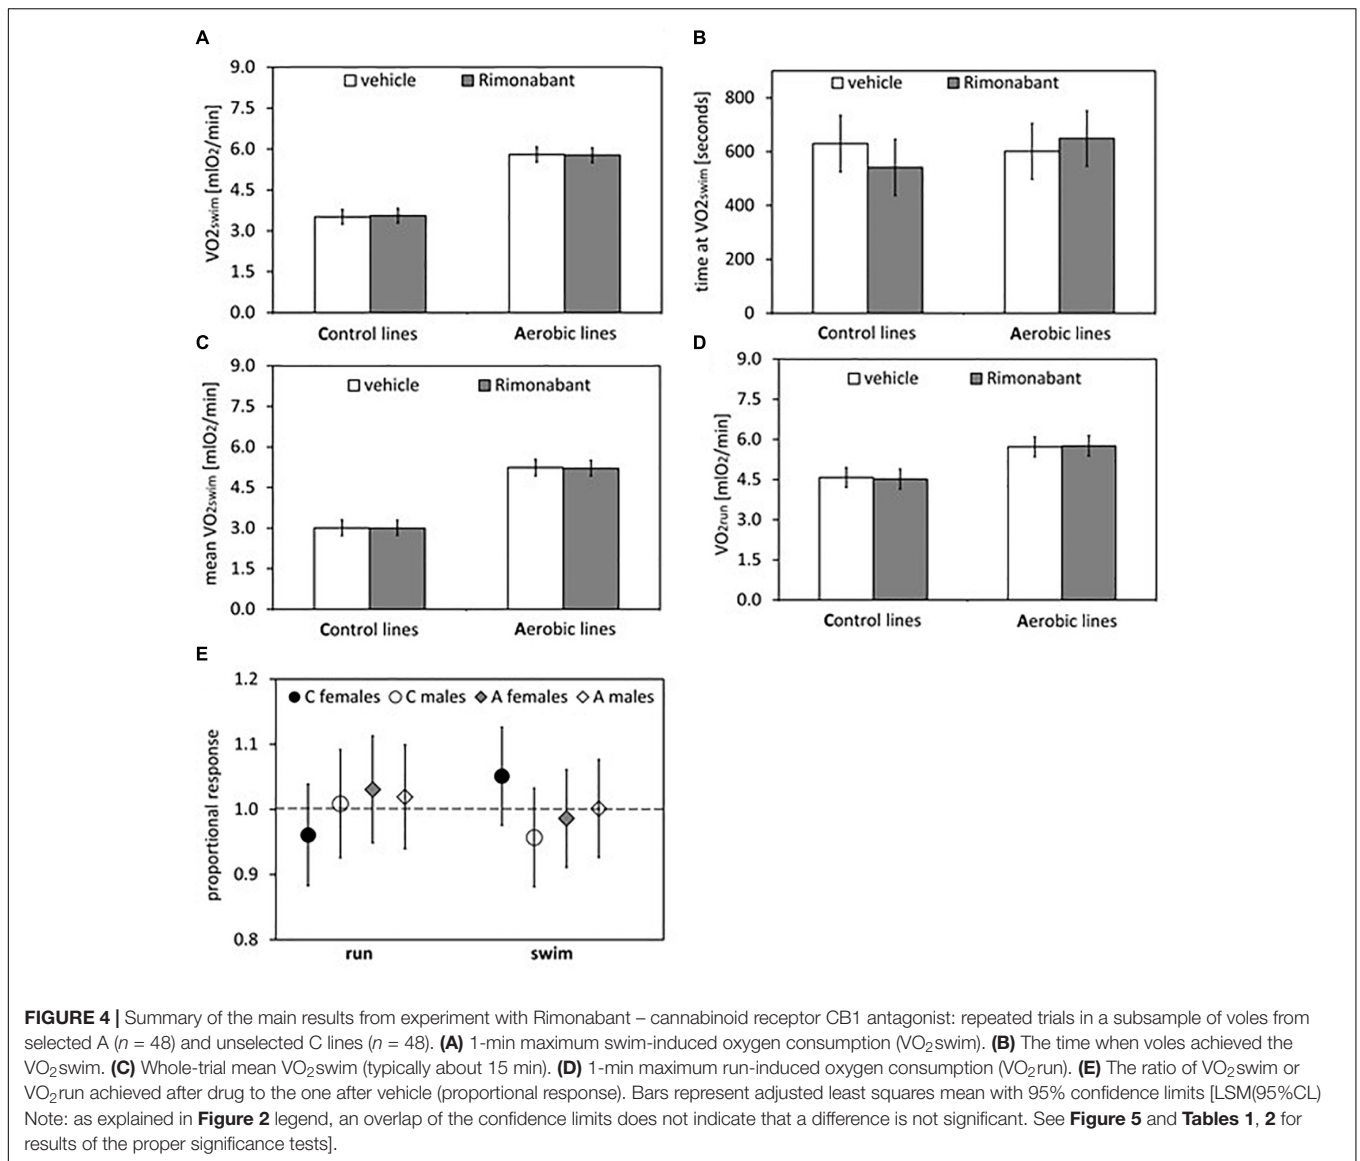 A
9.0
7.5
6.0
4.5
3.0
1.5
0.0
VO2swim [mlO2/min]
vehicle
Rimonabant
Control lines
Aerobic lines
B
800
600
400
200
0
time at VO2swim [seconds]
vehicle
Rimonabant
Control lines
Aerobic lines
C
9.0
7.5
6.0
4.5
3.0
1.5
0.0
mean VO2swim [mlO2/min]
vehicle
Rimonabant
Control lines
Aerobic lines
D
9.0
7.5
6.0
4.5
3.0
1.5
0.0
VO2run [mlO2/min]
vehicle
Rimonabant
Control lines
Aerobic lines
E
1.2
1.1
1.0
0.9
0.8
proportional response
C females
C males
A females
A males
run
swim
FIGURE 4 | Summary of the main results from experiment with Rimonabant – cannabinoid receptor CB1 antagonist: repeated trials in a subsample of voles from
selected A (n = 48) and unselected C lines (n = 48). (A) 1-min maximum swim-induced oxygen consumption (VO2swim). (B) The time when voles achieved the
VO2swim. (C) Whole-trial mean VO2swim (typically about 15 min). (D) 1-min maximum run-induced oxygen consumption (VO2run). (E) The ratio of VO2swim or
VO2run achieved after drug to the one after vehicle (proportional response). Bars represent adjusted least squares mean with 95% confidence limits [LSM(95%CL)
Note: as explained in Figure 2 legend, an overlap of the confidence limits does not indicate that a difference is not significant. See Figure 5 and Tables 1, 2 for
results of the proper significance tests].